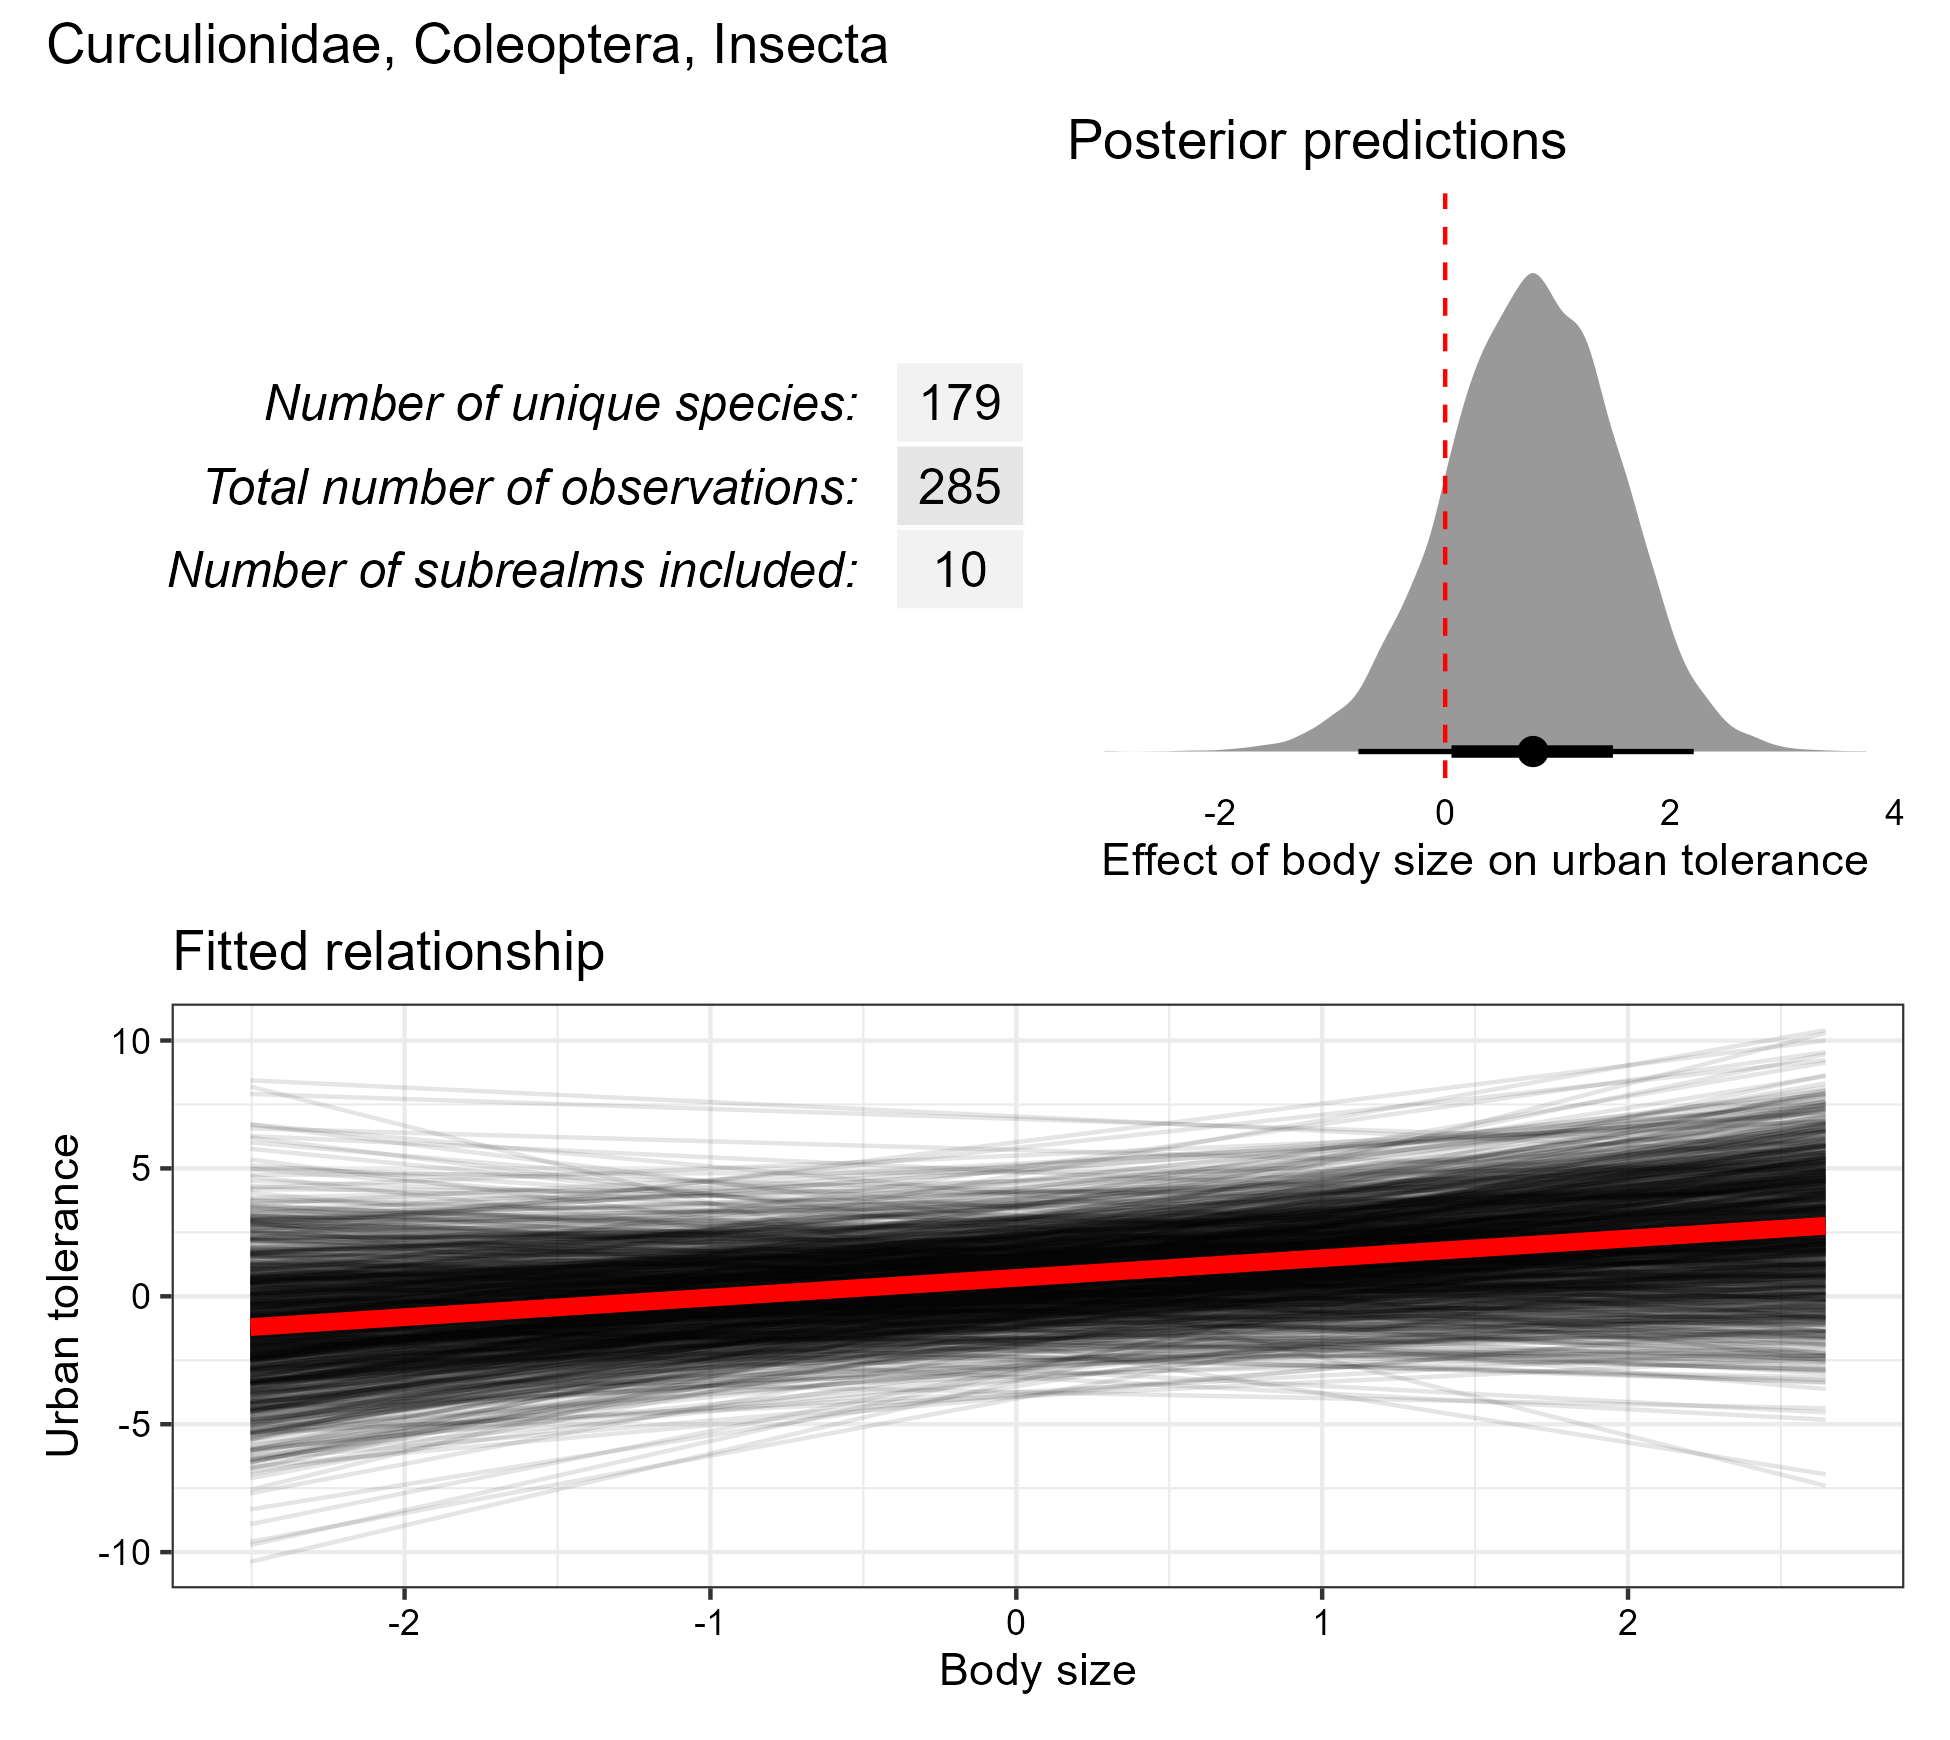 Curculionidae, Coleoptera, Insecta
Posterior predictions
Number of unique species: 179
Total number of observations: 285
Number of subrealms included: 10
-2 0 2 4
Effect of body size on urban tolerance
Fitted relationship
10
5
0
-5
-10
Urban tolerance
-2 -1 0 1 2
Body size